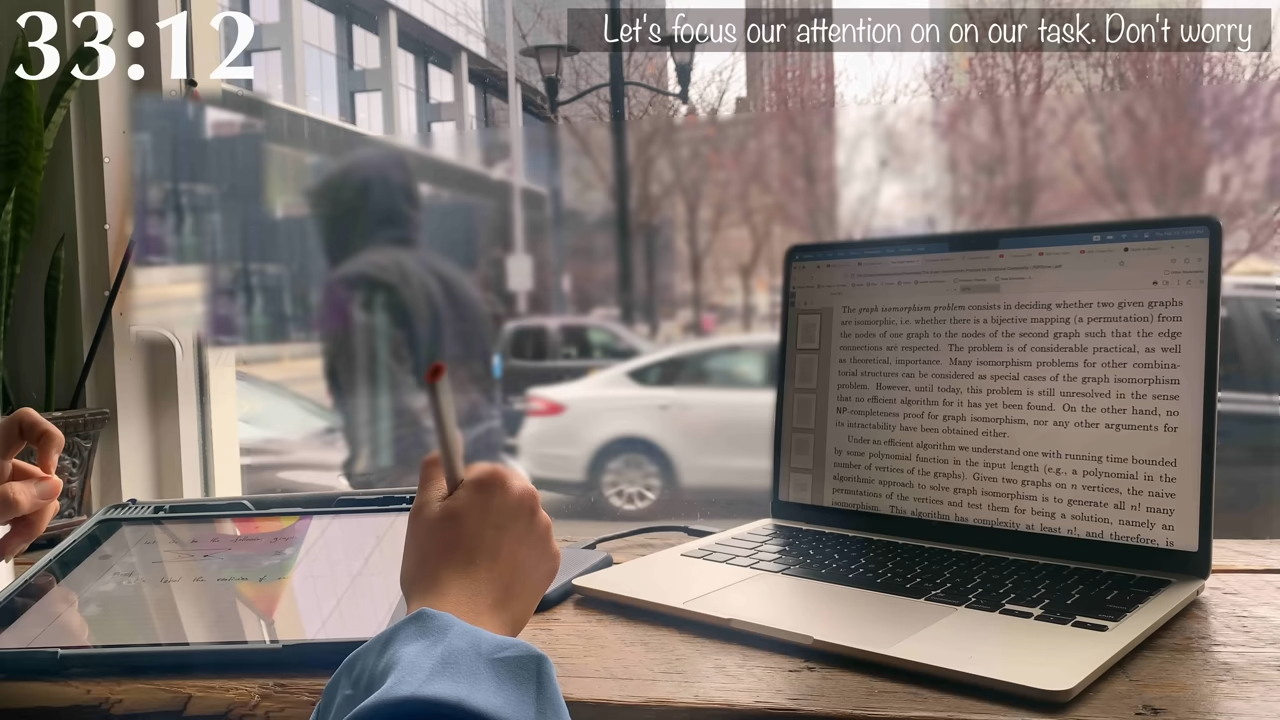 33:12
Let's focus our attention on on our task. Don't worry
The graph isomorphism problem consists in deciding whether two given graphs
are isomorphic, i.e. whether there is a bijective mapping (a permutation) from
the nodes of one graph to the nodes of the second graph such that the edge
connections are respected. The problem is of considerable practical, as well
as theoretical, importance. Many isomorphism problems for other combina-
torial structures can be considered as special cases of the graph isomorphism
problem. However, until today, this problem is still unresolved in the sense
that no efficient algorithm for it has yet been found. On the other hand, no
NP-completeness proof for graph isomorphism, nor any other arguments for
its intractability have been obtained either.
Under an efficient algorithm we understand one with running time bounded
by some polynomial function in the input length (e.g., a polynomial in the
number of vertices of the graphs). Given two graphs on n vertices, the naive
algorithmic approach to solve graph isomorphism is to generate all n! many
permutations of the vertices and test them for being a solution, namely an
isomorphism. This algorithm has complexity at least n!, and therefore, is